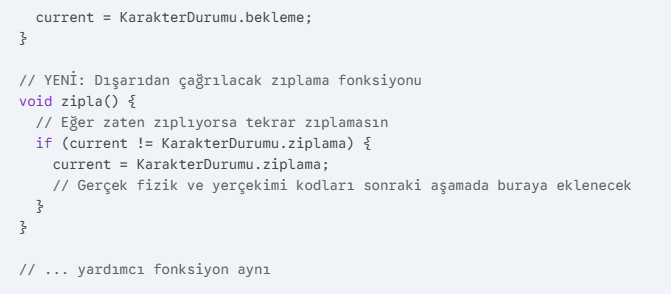 current = KarakterDurumu.bekleme;
}
// YENİ: Dışarıdan çağrılacak zıplama fonksiyonu
void zipla() {
// Eğer zaten zıplıyorsa tekrar zıplamasın
if (current != KarakterDurumu.ziplama) {
current = KarakterDurumu.ziplama;
// Gerçek fizik ve yerçekimi kodları sonraki aşamada buraya eklenecek
}
}
// ... yardımcı fonksiyon aynı